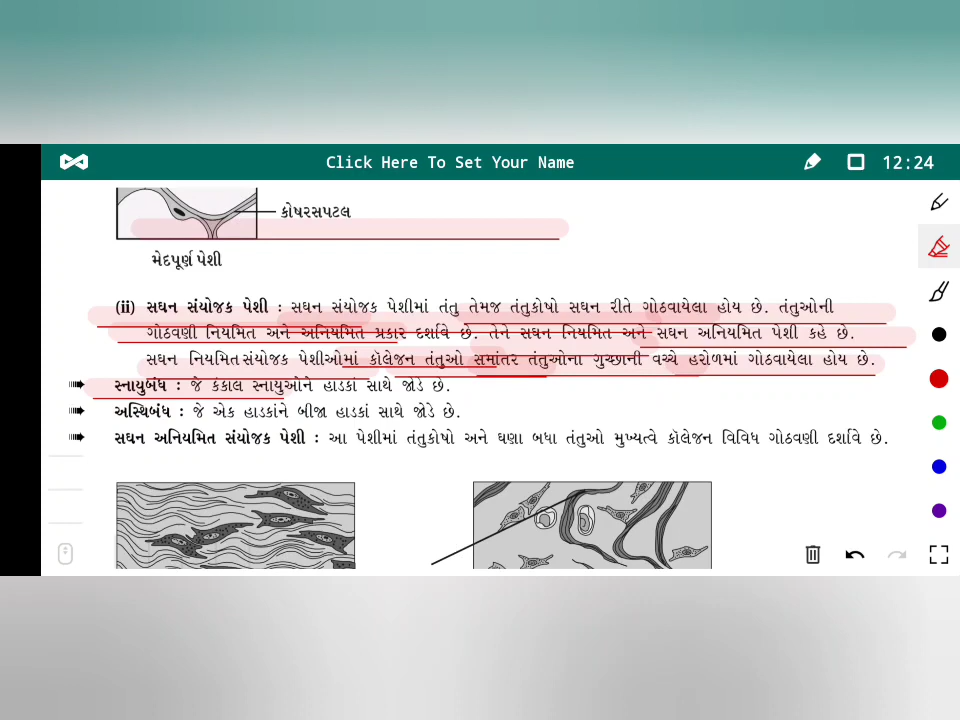 Click Here To Set Your Name
12:24
કોષરસપટલ
મેદપૂર્ણ પેશી
(ii) સઘન સંયોજક પેશી : સઘન સંયોજક પેશીમાં તંતુ તેમજ તંતુકોષો સઘન રીતે ગોઠવાયેલા હોય છે. તંતુઓની
ગોઠવણી નિયમિત અને અનિયમિત પ્રકાર દર્શાવે છે. તેને સઘન નિયમિત અને સઘન અનિયમિત પેશી કહે છે.
સઘન નિયમિત સંયોજક પેશીઓમાં કૉલેજન તંતુઓ સમાંતર તંતુઓના ગુચ્છાની વચ્ચે હરોળમાં ગોઠવાયેલા હોય છે.
સ્નાયુબંધ : જે કંકાલ સ્નાયુઓને હાડકાં સાથે જોડે છે.
અસ્થિબંધ : જે એક હાડકાંને બીજા હાડકાં સાથે જોડે છે.
સઘન અનિયમિત સંયોજક પેશી : આ પેશીમાં તંતુકોષો અને ઘણા બધા તંતુઓ મુખ્યત્વે કૉલેજન વિવિધ ગોઠવણી દર્શાવે છે.